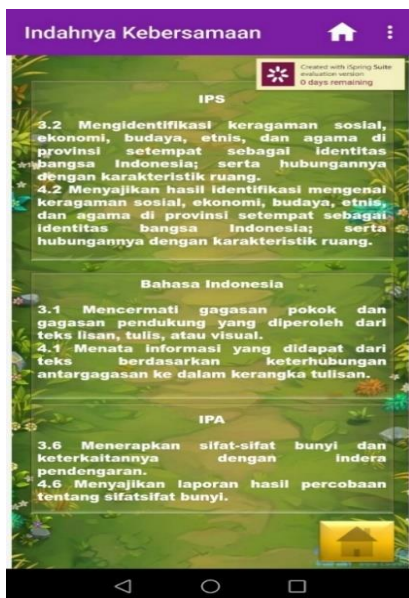 Indahnya Kebersamaan
Created with iSpring Suite
evaluation version
0 days remaining
IPS
3.2 Mengidentifikasi keragaman sosial,
ekonomi, budaya, etnis, dan agama di
provinsi setempat sebagai identitas
bangsa Indonesia; serta hubungannya
dengan karakteristik ruang.
4.2 Menyajikan hasil identifikasi mengenai
keragaman sosial, ekonomi, budaya, etnis,
dan agama di provinsi setempat sebagai
identitas bangsa Indonesia; serta
hubungannya dengan karakteristik ruang.
Bahasa Indonesia
3.1 Mencermati gagasan pokok dan
gagasan pendukung yang diperoleh dari
teks lisan, tulis, atau visual.
4.1 Menata informasi yang didapat dari
teks berdasarkan keterhubungan
antargagasan ke dalam kerangka tulisan.
IPA
3.6 Menerapkan sifat-sifat bunyi dan
keterkaitannya dengan indera
pendengaran.
4.6 Menyajikan laporan hasil percobaan
tentang sifatsifat bunyi.